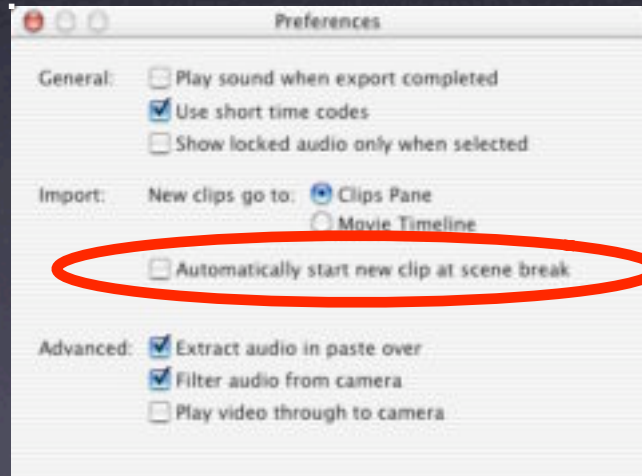 Preferences
General: Play sound when export completed
Use short time codes
Show locked audio only when selected
Import: New clips go to: Clips Pane
Movie Timeline
Automatically start new clip at scene break
Advanced: Extract audio in paste over
Filter audio from camera
Play video through to camera